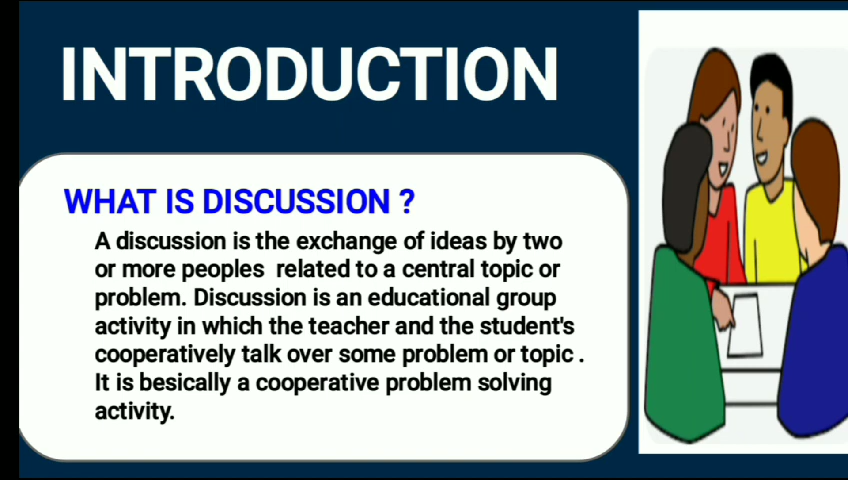 INTRODUCTION
WHAT IS DISCUSSION ?
A discussion is the exchange of ideas by two
or more peoples related to a central topic or
problem. Discussion is an educational group
activity in which the teacher and the student's
cooperatively talk over some problem or topic .
It is besically a cooperative problem solving
activity.